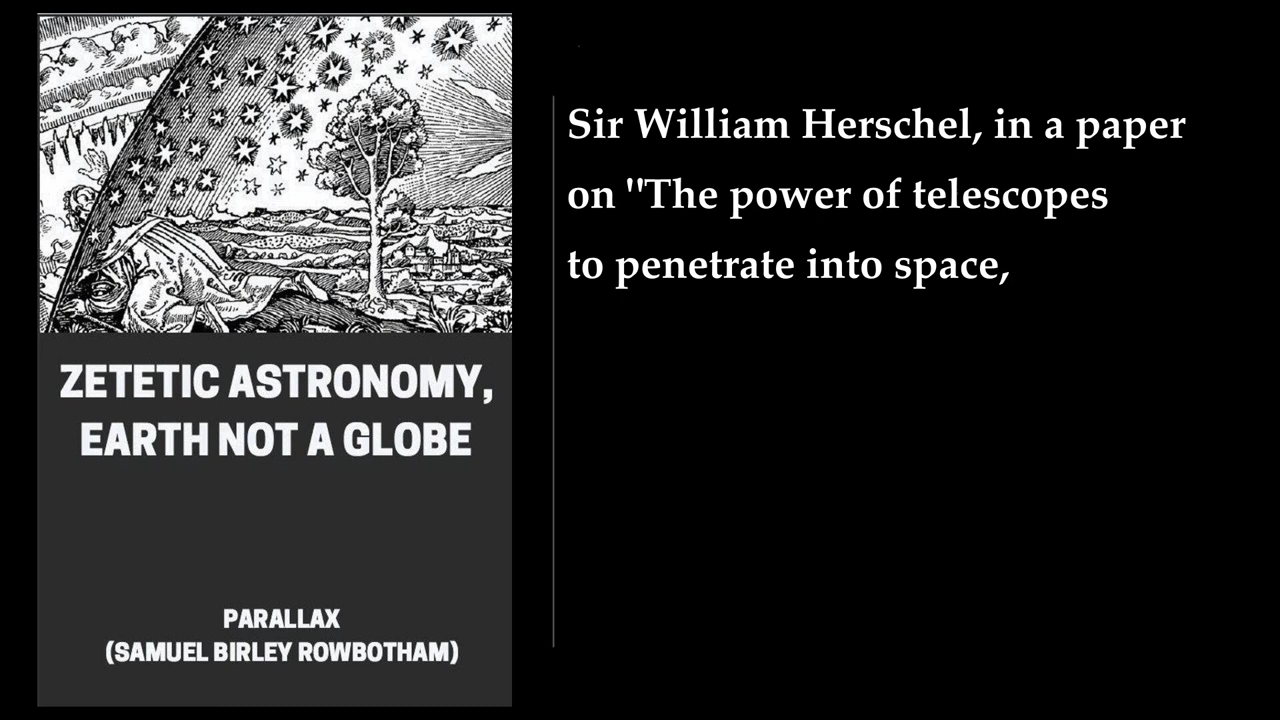 ZETETIC ASTRONOMY,
EARTH NOT A GLOBE
PARALLAX
(SAMUEL BIRLEY ROWBOTHAM)
Sir William Herschel, in a paper
on "The power of telescopes
to penetrate into space,